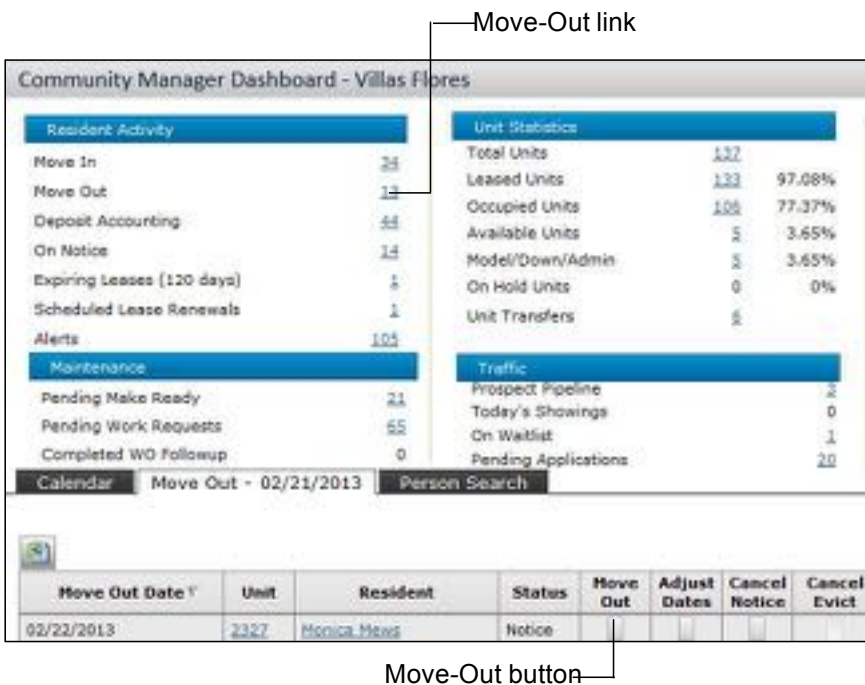 Move-Out link
Community Manager Dashboard - Villas Flores
Resident Activity
Move In 34
Move Out 13
Deposit Accounting 44
On Notice 14
Expiring Leases (120 days) 1
Scheduled Lease Renewals 1
Alerts 105
Maintenance
Pending Make Ready 21
Pending Work Requests 65
Completed WO Followup 0
Unit Statistics
Total Units 137
Leased Units 133 97.08%
Occupied Units 106 77.37%
Available Units 5 3.65%
Model/Down/Admin 5 3.65%
On Hold Units 0 0%
Unit Transfers 6
Traffic
Prospect Pipeline
Today's Showings 0
On Waitlist 1
Pending Applications 20
Calendar Move Out - 02/21/2013 Person Search
Move Out Date Unit Resident Status Move Out Adjust Dates Cancel Notice Cancel Evict
02/22/2013 2327 Monica Mews Notice
Move-Out button